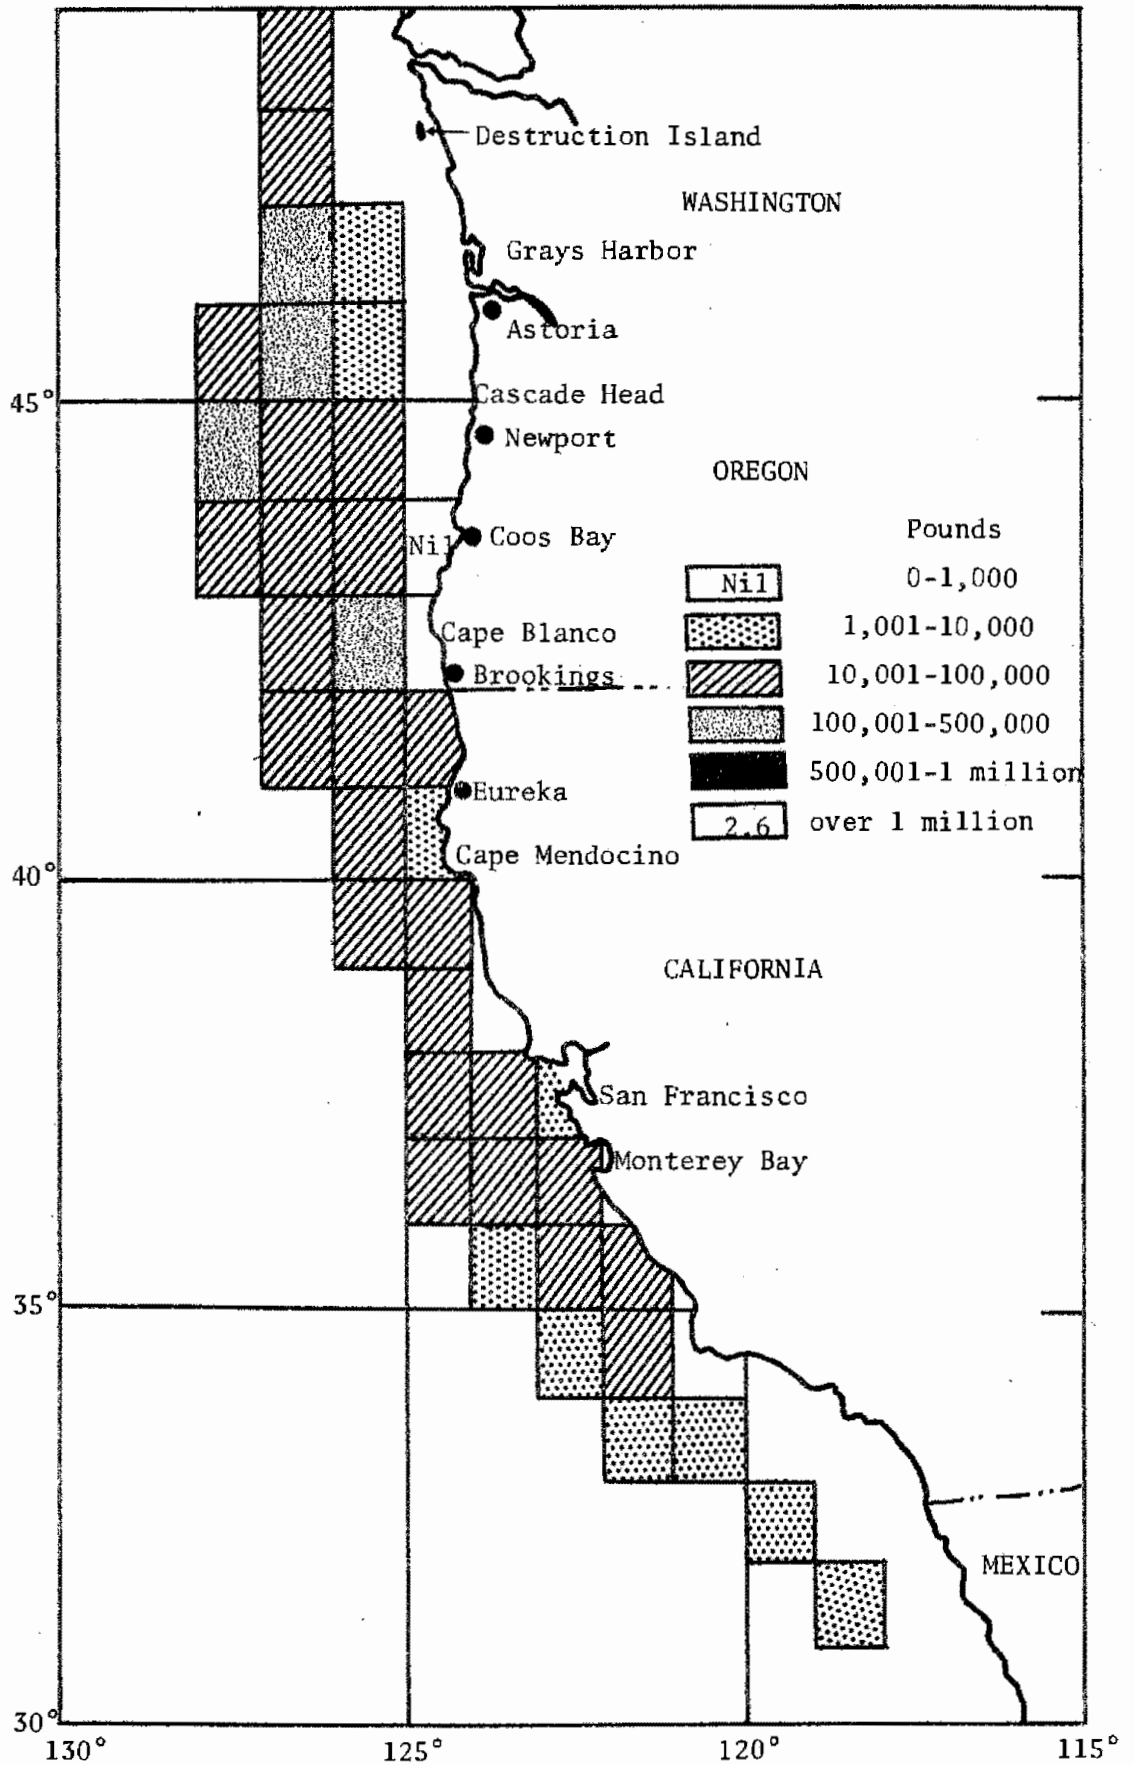 Destruction Island
WASHINGTON
Grays Harbor
Astoria
45°
Cascade Head
Newport
OREGON
Nil
Coos Bay
Pounds
Nil 0-1,000
1,001-10,000
10,001-100,000
100,001-500,000
500,001-1 million
2.6 over 1 million
Cape Blanco
Brookings
Eureka
Cape Mendocino
40°
CALIFORNIA
San Francisco
Monterey Bay
35°
MEXICO
30°
130° 125° 120° 115°